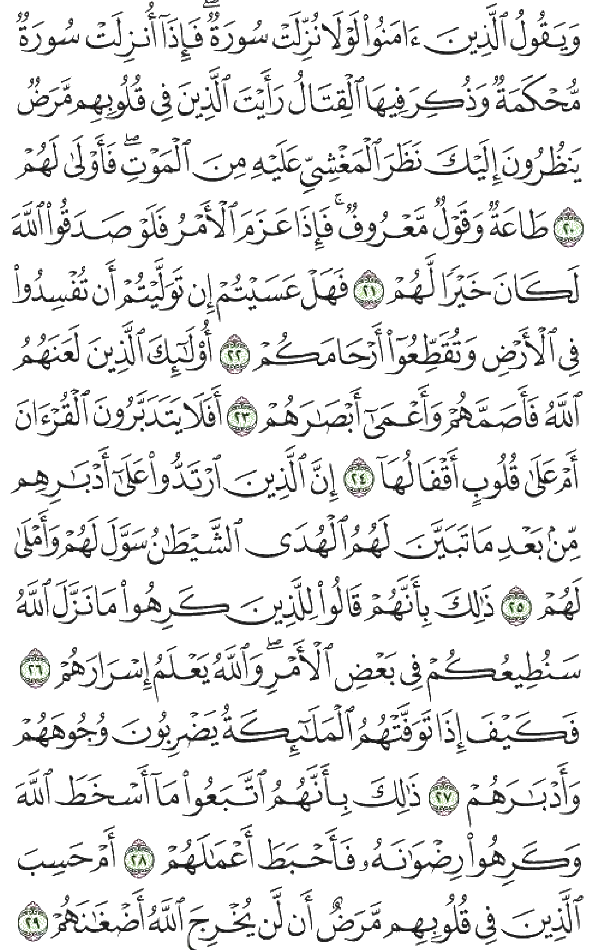 وَيَقُولُ ٱلَّذِينَ ءَامَنُوا۟ لَوْلَا نُزِّلَتْ سُورَةٌ ۖ فَإِذَآ أُنزِلَتْ سُورَةٌ
مُّحْكَمَةٌ وَذُكِرَ فِيهَا ٱلْقِتَالُ رَأَيْتَ ٱلَّذِينَ فِى قُلُوبِهِم مَّرَضٌ
يَنظُرُونَ إِلَيْكَ نَظَرَ ٱلْمَغْشِىِّ عَلَيْهِ مِنَ ٱلْمَوْتِ ۖ فَأَوْلَىٰ لَهُمْ
٢٠ طَاعَةٌ وَقَوْلٌ مَّعْرُوفٌ ۚ فَإِذَا عَزَمَ ٱلْأَمْرُ فَلَوْ صَدَقُوا۟ ٱللَّهَ
لَكَانَ خَيْرًا لَّهُمْ ٢١ فَهَلْ عَسَيْتُمْ إِن تَوَلَّيْتُمْ أَن تُفْسِدُوا۟
فِى ٱلْأَرْضِ وَتُقَطِّعُوٓا۟ أَرْحَامَكُمْ ٢٢ أُو۟لَـٰٓئِكَ ٱلَّذِينَ لَعَنَهُمُ
ٱللَّهُ فَأَصَمَّهُمْ وَأَعْمَىٰٓ أَبْصَـٰرَهُمْ ٢٣ أَفَلَا يَتَدَبَّرُونَ ٱلْقُرْءَانَ
أَمْ عَلَىٰ قُلُوبٍ أَقْفَالُهَآ ٢٤ إِنَّ ٱلَّذِينَ ٱرْتَدُّوا۟ عَلَىٰٓ أَدْبَـٰرِهِم
مِّنۢ بَعْدِ مَا تَبَيَّنَ لَهُمُ ٱلْهُدَى ٱلشَّيْطَـٰنُ سَوَّلَ لَهُمْ وَأَمْلَىٰ
لَهُمْ ٢٥ ذَٰلِكَ بِأَنَّهُمْ قَالُوا۟ لِلَّذِينَ كَرِهُوا۟ مَا نَزَّلَ ٱللَّهُ
سَنُطِيعُكُمْ فِى بَعْضِ ٱلْأَمْرِ ۖ وَٱللَّهُ يَعْلَمُ إِسْرَارَهُمْ ٢٦
فَكَيْفَ إِذَا تَوَفَّتْهُمُ ٱلْمَلَـٰٓئِكَةُ يَضْرِبُونَ وُجُوهَهُمْ
وَأَدْبَـٰرَهُمْ ٢٧ ذَٰلِكَ بِأَنَّهُمُ ٱتَّبَعُوا۟ مَآ أَسْخَطَ ٱللَّهَ
وَكَرِهُوا۟ رِضْوَٰنَهُۥ فَأَحْبَطَ أَعْمَـٰلَهُمْ ٢٨ أَمْ حَسِبَ
ٱلَّذِينَ فِى قُلُوبِهِم مَّرَضٌ أَن لَّن يُخْرِجَ ٱللَّهُ أَضْغَـٰنَهُمْ ٢٩